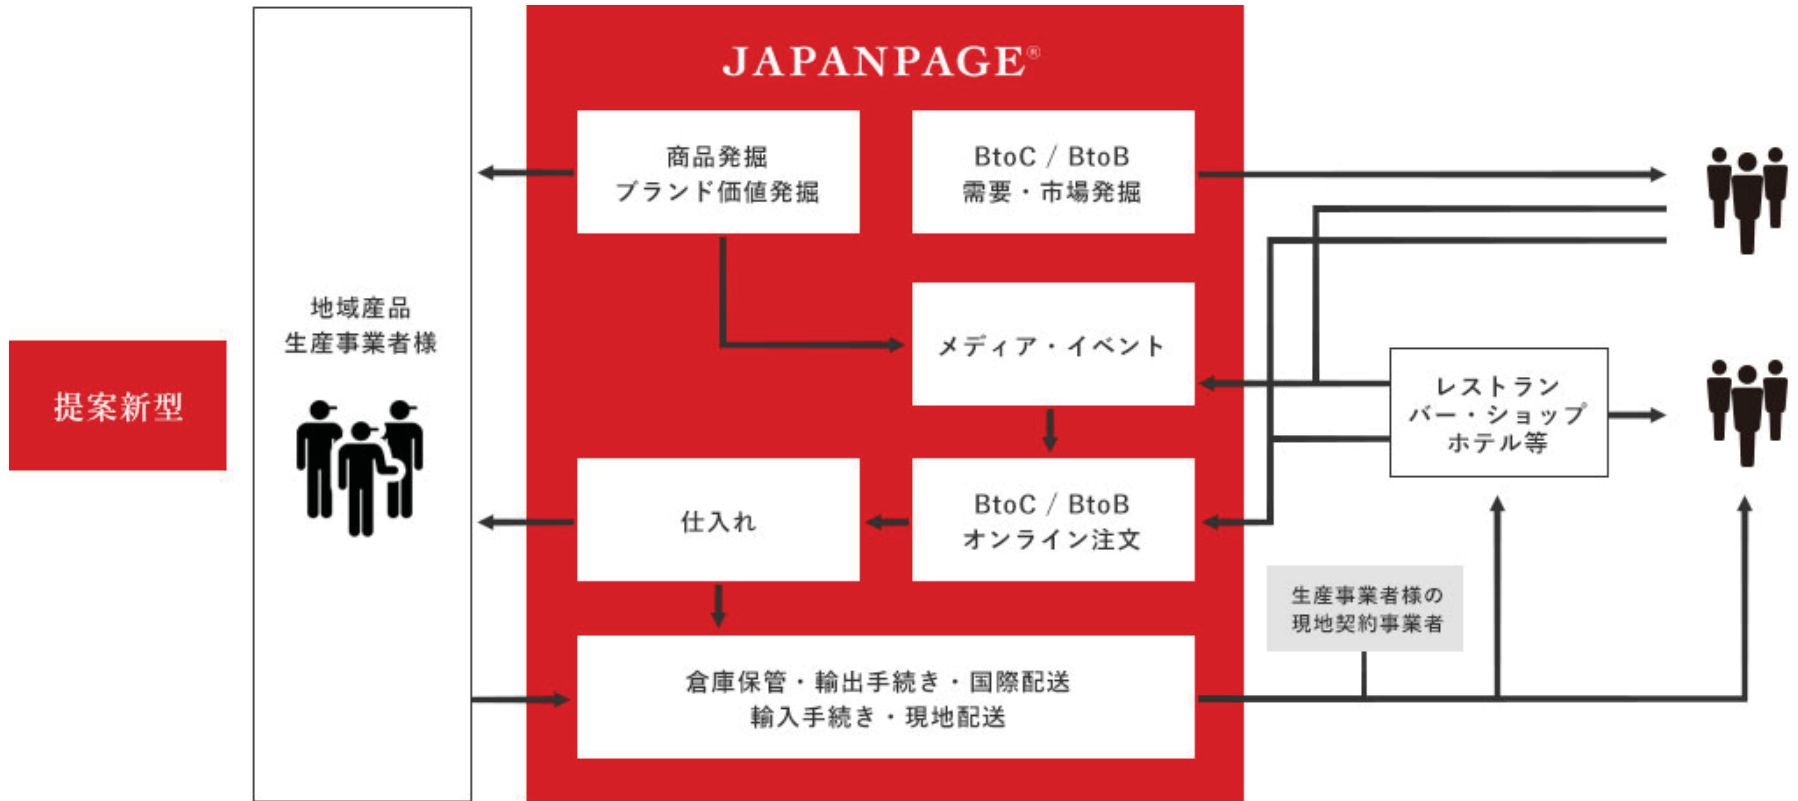 JAPANPAGE®
商品発掘
ブランド価値発掘
BtoC / BtoB
需要・市場発掘
地域産品
生産事業者様
メディア・イベント
提案新型
レストラン
バー・ショップ
ホテル等
仕入れ
BtoC / BtoB
オンライン注文
生産事業者様の
現地契約事業者
倉庫保管・輸出手続き・国際配送
輸入手続き・現地配送